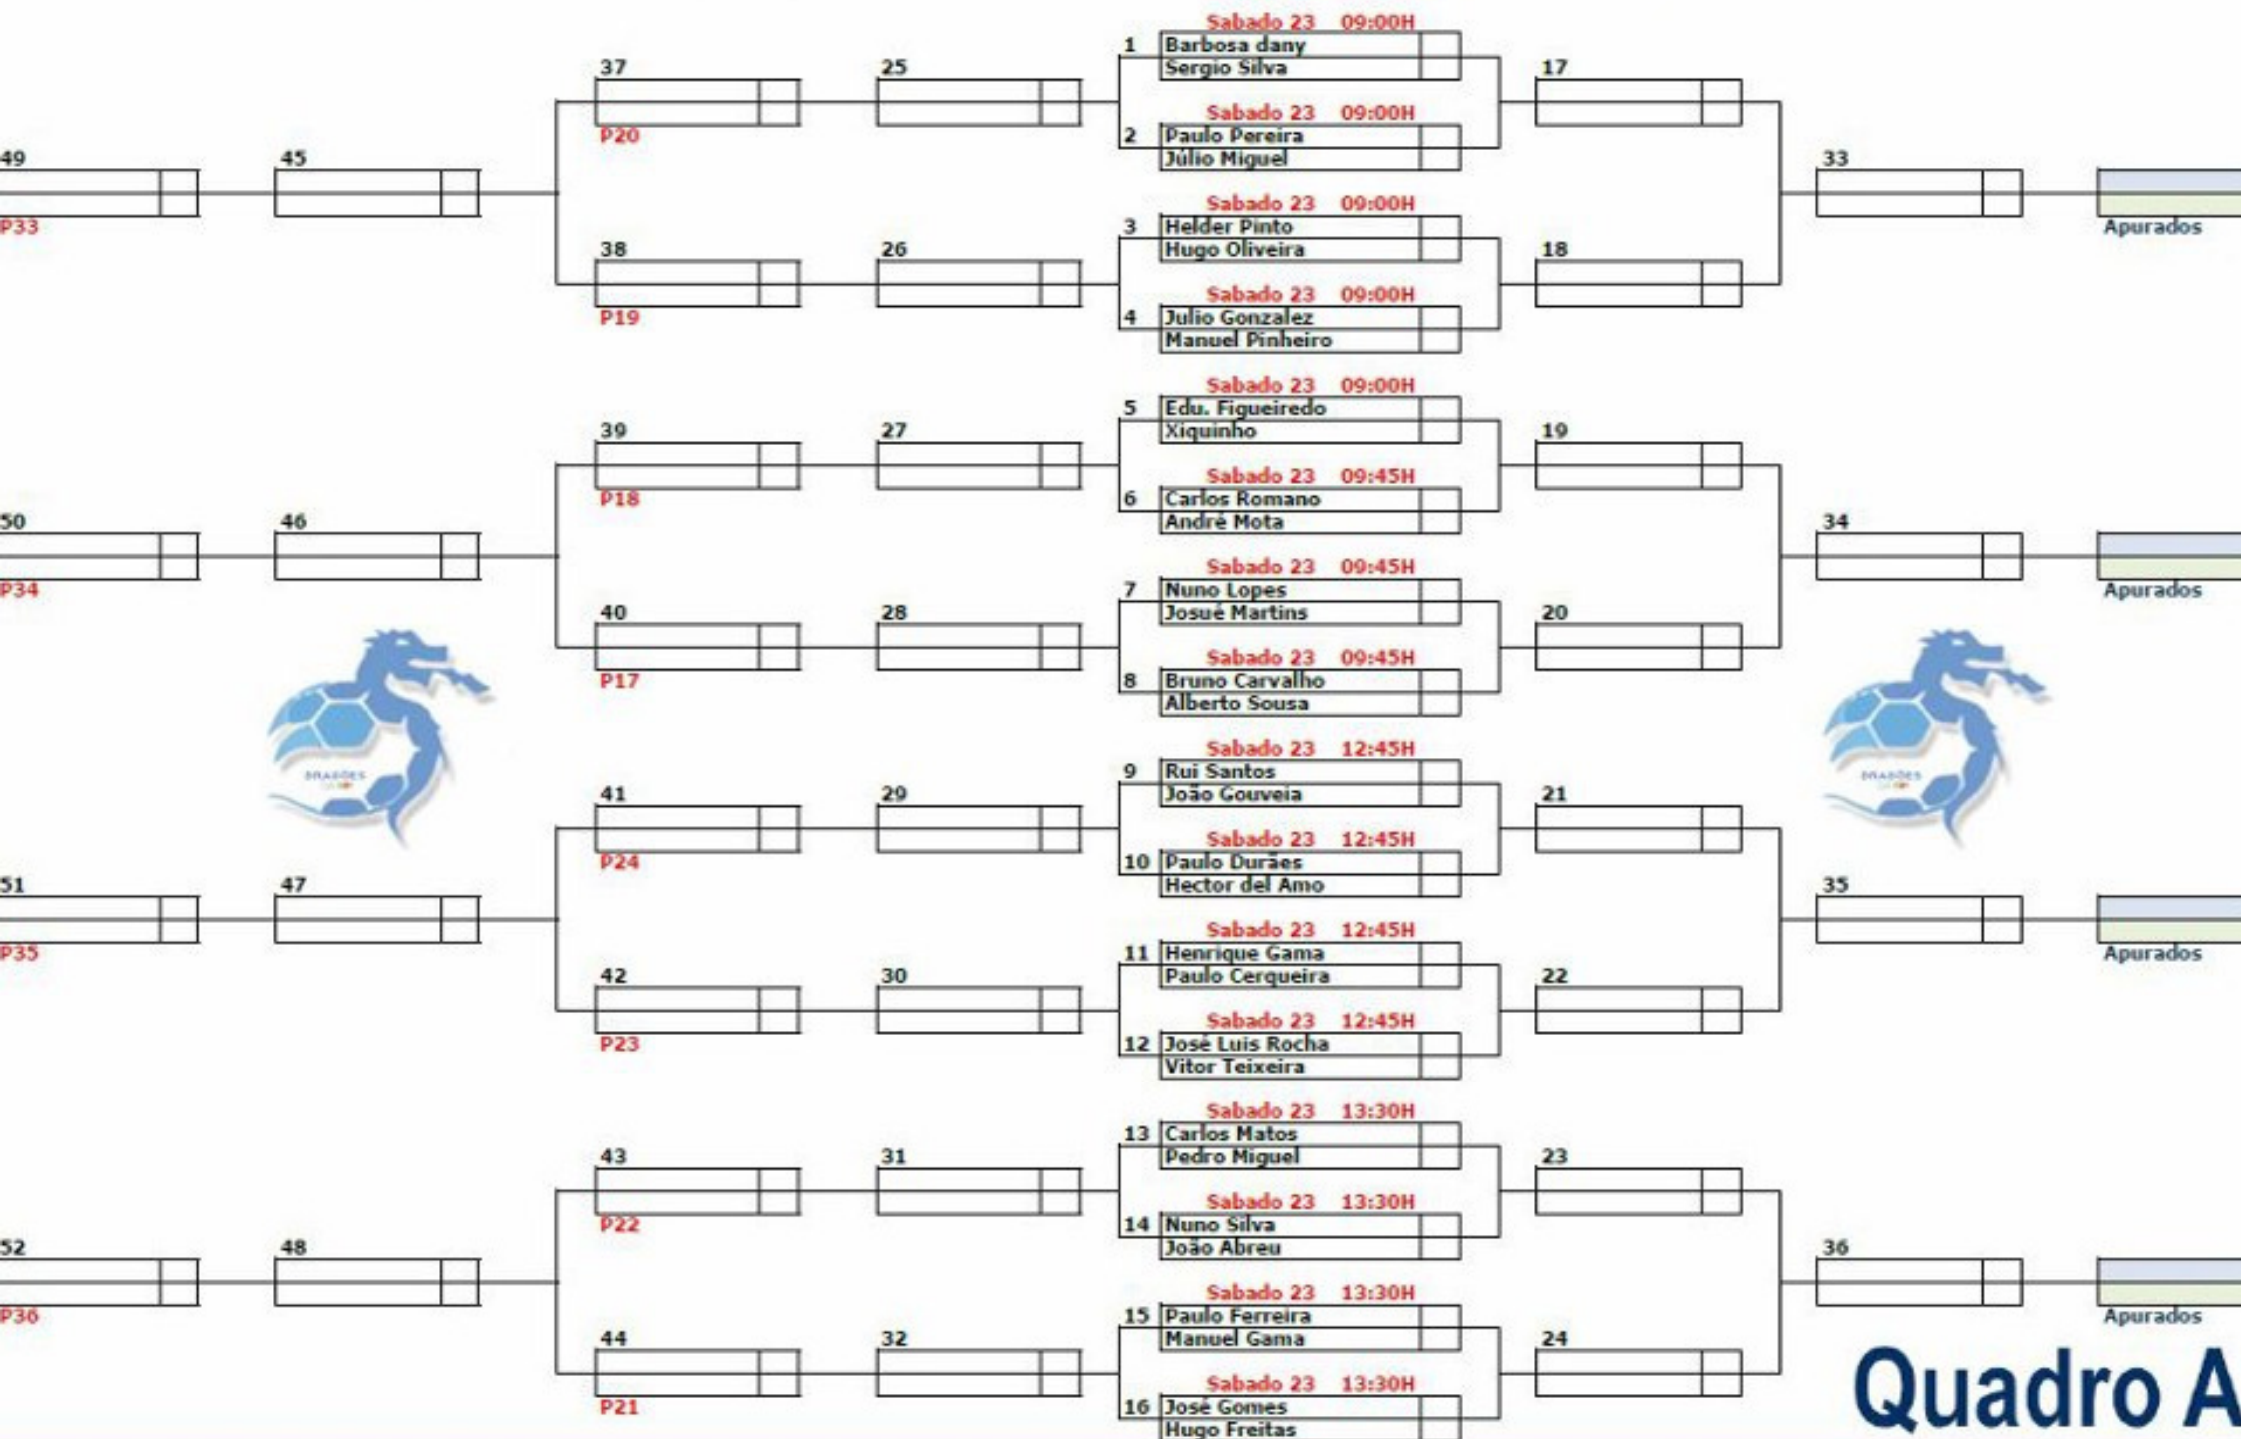 Sabado 23 09:00H
1 Barbosa dany
37 25 Sergio Silva 17
Sabado 23 09:00H
P20 2 Paulo Pereira
49 45 Júlio Miguel 33
Sabado 23 09:00H
P33 3 Helder Pinto Apurados
38 26 Hugo Oliveira 18
Sabado 23 09:00H
P19 4 Julio Gonzalez
Manuel Pinheiro
Sabado 23 09:00H
5 Edu. Figueiredo
39 27 Xiquinho 19
Sabado 23 09:45H
P18 6 Carlos Romano
50 46 André Mota 34
Sabado 23 09:45H
P34 7 Nuno Lopes Apurados
40 28 Josué Martins 20
Sabado 23 09:45H
P17 8 Bruno Carvalho
Alberto Sousa
Sabado 23 12:45H
9 Rui Santos
DRAGÕES DRAGÕES
41 29 João Gouveia 21
Sabado 23 12:45H
P24 10 Paulo Durães
51 47 Hector del Amo 35
Sabado 23 12:45H
P35 11 Henrique Gama Apurados
42 30 Paulo Cerqueira 22
Sabado 23 12:45H
P23 12 José Luis Rocha
Vitor Teixeira
Sabado 23 13:30H
13 Carlos Matos
43 31 Pedro Miguel 23
Sabado 23 13:30H
P22 14 Nuno Silva
52 48 João Abreu 36
Sabado 23 13:30H
P36 15 Paulo Ferreira Apurados
44 32 Manuel Gama 24
Sabado 23 13:30H
P21 16 José Gomes
Hugo Freitas
Quadro A